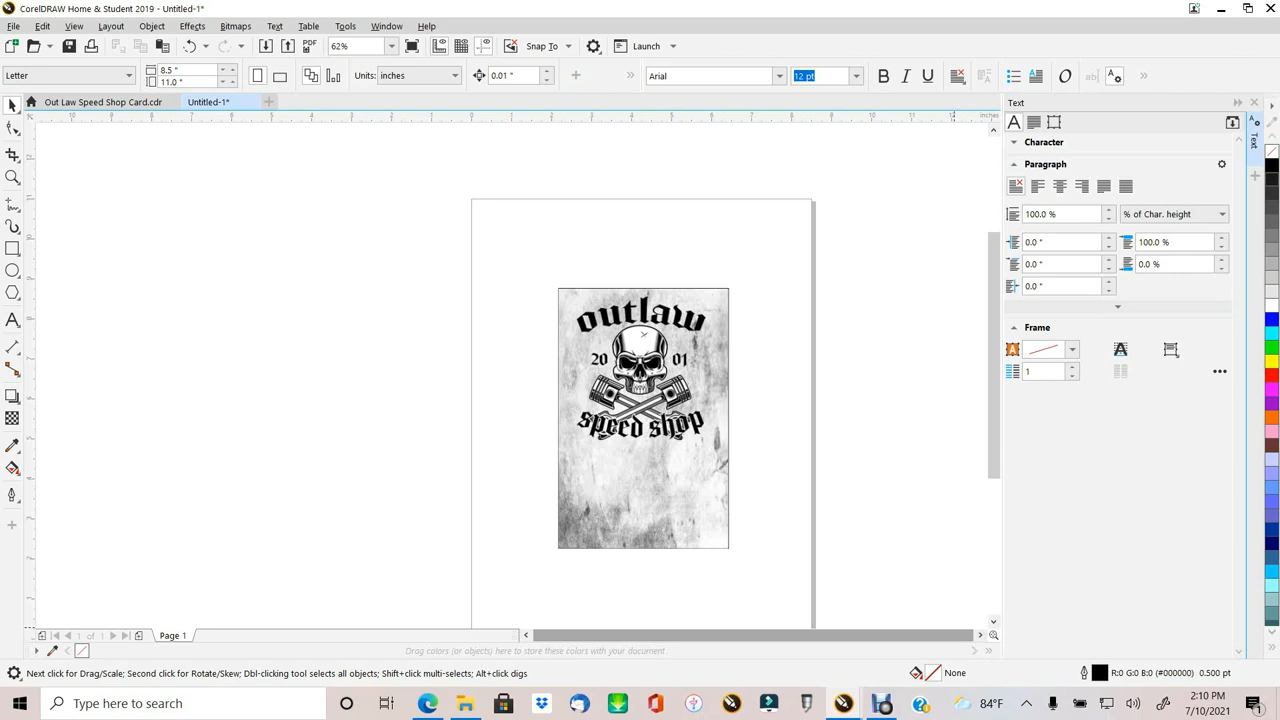 CorelDRAW Home & Student 2019 - Untitled-1*
File Edit View Layout Object Effects Bitmaps Text Table Tools Window Help
PDF 62% Snap To Launch
Letter 8.5 " 11.0 " Units: inches 0.01 " Arial 12 pt
Out Law Speed Shop Card.cdr Untitled-1*
Text
inches
Character
Paragraph
100.0 % % of Char. height
0.0 " 100.0 %
0.0 " 0.0 %
0.0 "
Frame
1
outlaw
20 01
speed shop
1 of 1 Page 1
Drag colors (or objects) here to store these colors with your document
Next click for Drag/Scale; Second click for Rotate/Skew; Dbl-clicking tool selects all objects; Shift+click multi-selects; Alt+click digs None R:0 G:0 B:0 (#000000) 0.500 pt
Type here to search 84°F 2:10 PM
7/10/2021